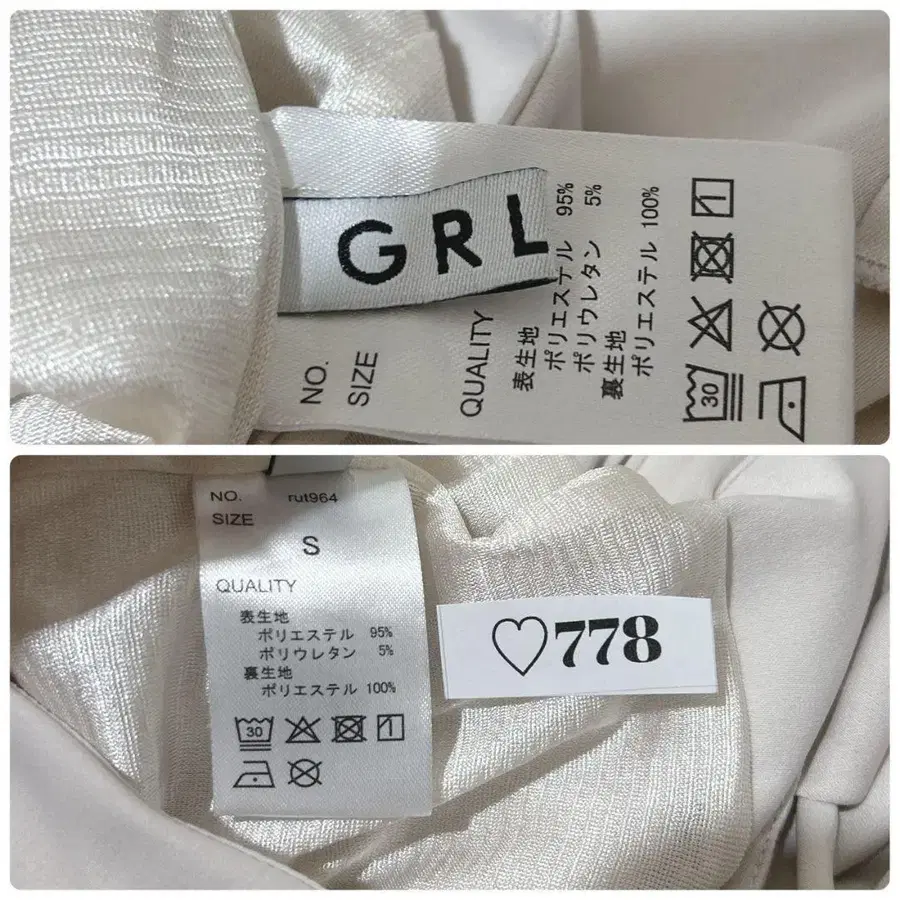 GRL
NO.
SIZE
QUALITY
表生地
ポリエステル 95%
ポリウレタン 5%
裏生地
ポリエステル 100%
30
NO. rut964
SIZE
S
QUALITY
表生地
ポリエステル 95%
ポリウレタン 5%
裏生地
ポリエステル 100%
30
♡778